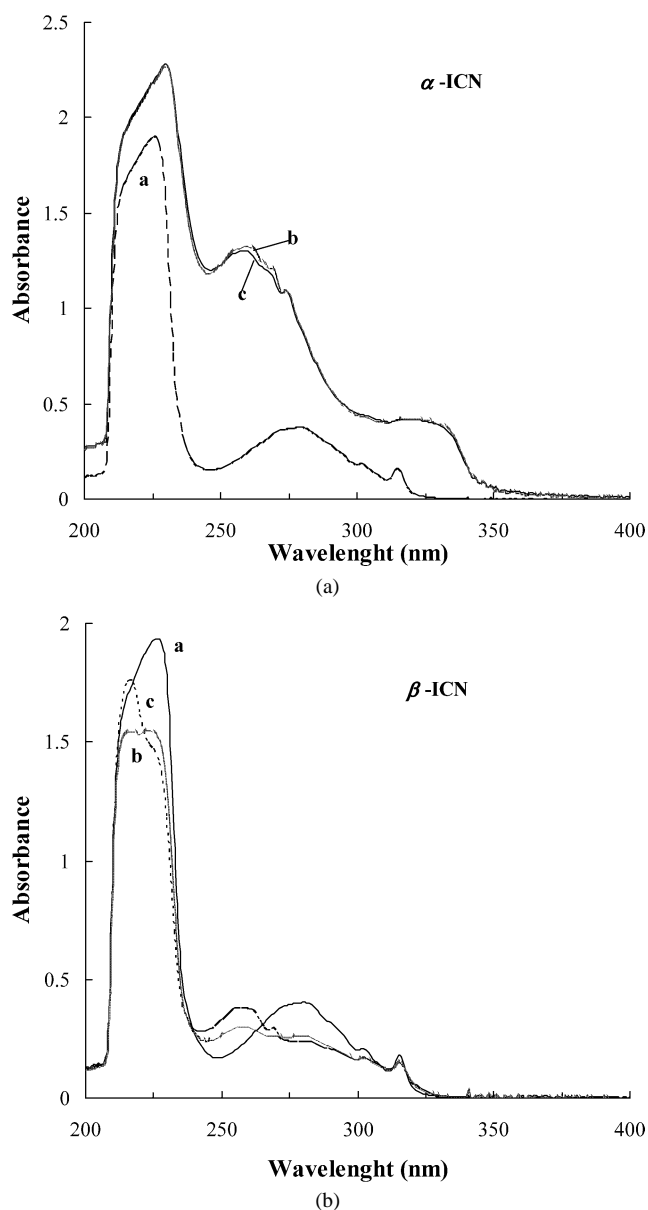 2.5
α -ICN
2
a
1.5
b
c
1
0.5
0
200 250 300 350 400
Absorbance
Wavelenght (nm)
(a)
2
a
β -ICN
c
b
1.5
1
0.5
0
200 250 300 350 400
Absorbance
Wavelenght (nm)
(b)